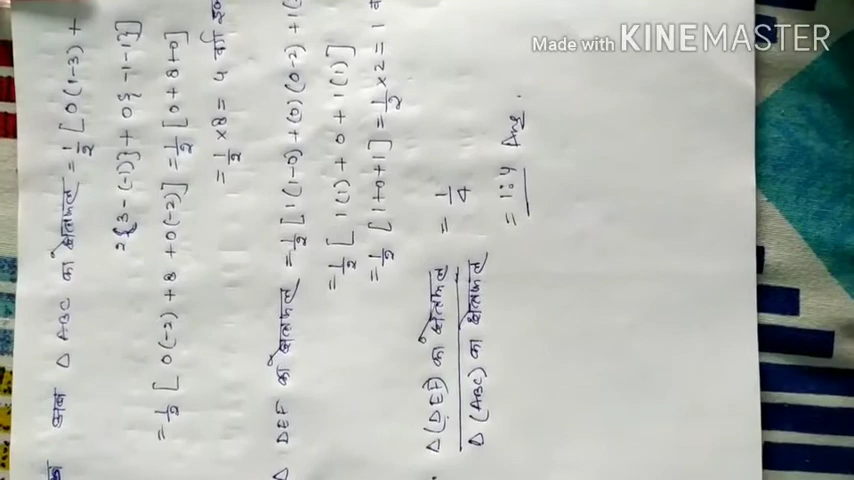 Made with KINEMASTER
अब Δ ABC का क्षेत्रफल = 1/2 [ 0(1-3) +
2{3-(-1)} + 0{-1-1}]
= 1/2 [ 0(-2) + 8 + 0(-2)] = 1/2 [0+8+0]
= 1/2 × 8 = 4 वर्ग
Δ DEF का क्षेत्रफल = 1/2 [ 1(1-0) + (0)(0-2) + 1(
= 1/2 [ 1(1) + 0 + 1(1)]
= 1/2 [1+0+1] = 1/2 × 2 = 1
Δ(DEF) का क्षेत्रफल / Δ(ABC) का क्षेत्रफल = 1/4
= 1:4 Ans.